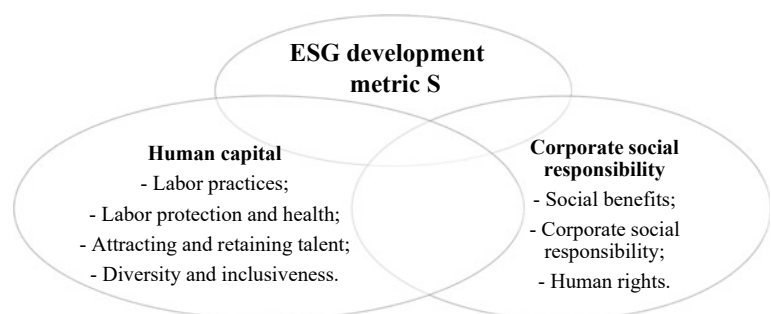 ESG development
metric S
Human capital
- Labor practices;
- Labor protection and health;
- Attracting and retaining talent;
- Diversity and inclusiveness.
Corporate social
responsibility
- Social benefits;
- Corporate social
responsibility;
- Human rights.